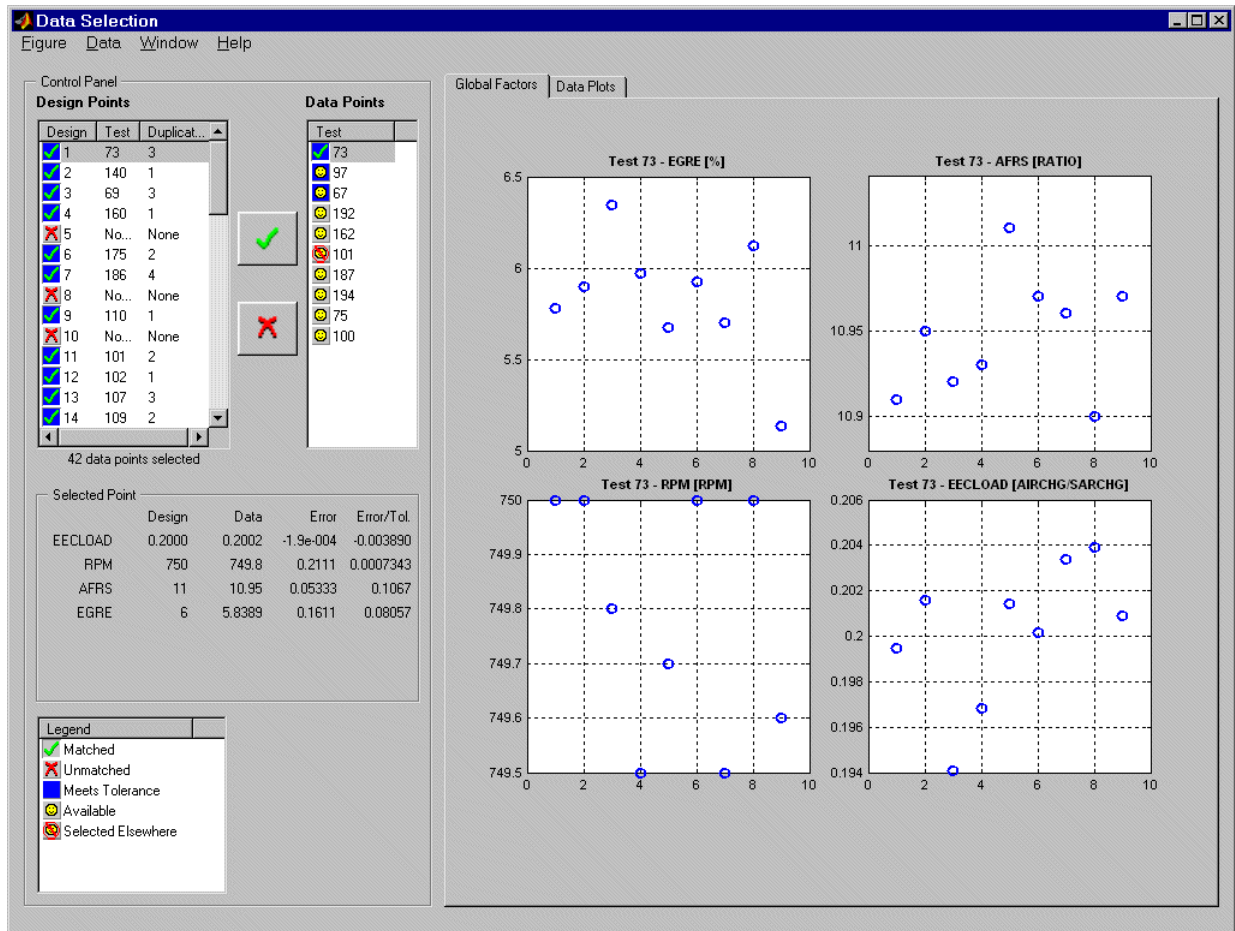 Data Selection
Figure Data Window Help
Control Panel
Design Points
Design Test Duplicat...
1 73 3
2 140 1
3 69 3
4 160 1
5 No... None
6 175 2
7 186 4
8 No... None
9 110 1
10 No... None
11 101 2
12 102 1
13 107 3
14 109 2
42 data points selected
Data Points
Test
73
97
67
192
162
101
187
194
75
100
Selected Point
Design Data Error Error/Tol.
EECLOAD 0.2000 0.2002 -1.9e-004 -0.003890
RPM 750 749.8 0.2111 0.0007343
AFRS 11 10.95 0.05333 0.1067
EGRE 6 5.8389 0.1611 0.08057
Legend
Matched
Unmatched
Meets Tolerance
Available
Selected Elsewhere
Global Factors Data Plots
Test 73 - EGRE [%]
6.5
6
5.5
5
0 2 4 6 8 10
Test 73 - AFRS [RATIO]
11
10.95
10.9
0 2 4 6 8 10
Test 73 - RPM [RPM]
750
749.9
749.8
749.7
749.6
749.5
0 2 4 6 8 10
Test 73 - EECLOAD [AIRCHG/SARCHG]
0.206
0.204
0.202
0.2
0.198
0.196
0.194
0 2 4 6 8 10